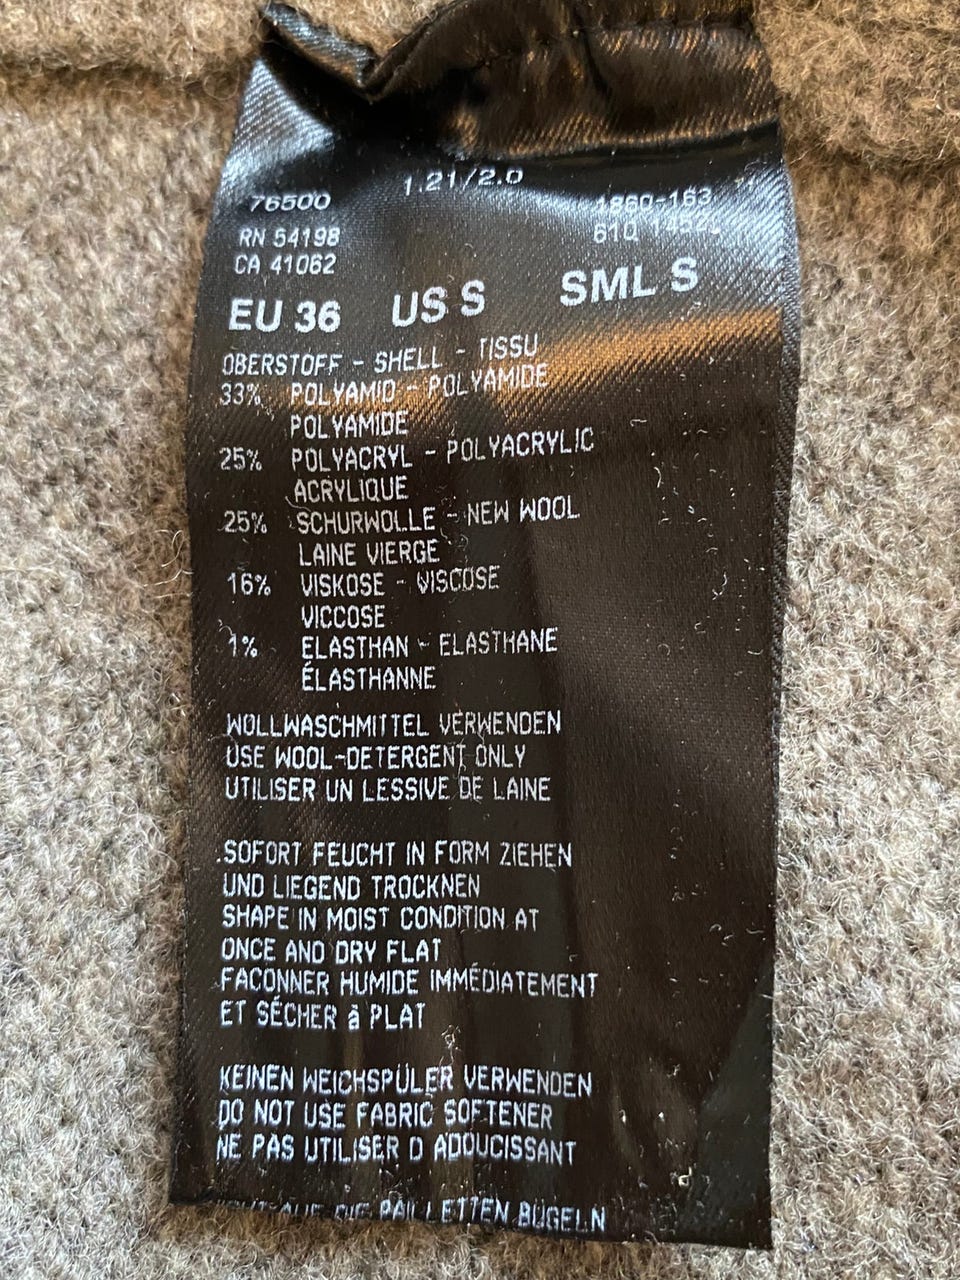 1.21/2.0
76500
1860-163
RN 54198
61Q
CA 41062
EU 36 US S SML S
OBERSTOFF - SHELL - TISSU
33% POLYAMID - POLYAMIDE
POLYAMIDE
25% POLYACRYL - POLYACRYLIC
ACRYLIQUE
25% SCHURWOLLE - NEW WOOL
LAINE VIERGE
16% VISKOSE - VISCOSE
VICCOSE
1% ELASTHAN - ELASTHANE
ÉLASTHANNE
WOLLWASCHMITTEL VERWENDEN
USE WOOL-DETERGENT ONLY
UTILISER UN LESSIVE DE LAINE
.SOFORT FEUCHT IN FORM ZIEHEN
UND LIEGEND TROCKNEN
SHAPE IN MOIST CONDITION AT
ONCE AND DRY FLAT
FACONNER HUMIDE IMMÉDIATEMENT
ET SÉCHER à PLAT
KEINEN WEICHSPÜLER VERWENDEN
DO NOT USE FABRIC SOFTENER
NE PAS UTILISER D ADOUCISSANT
AUF DIE PAILLETTEN BÜGELN